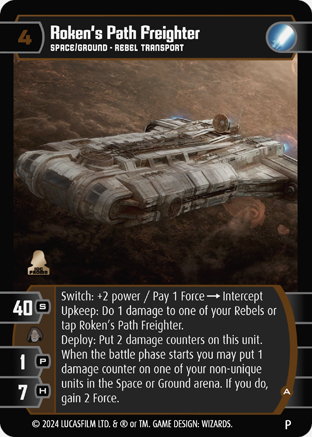 4 Roken's Path Freighter
SPACE/GROUND • REBEL TRANSPORT
40 S
1 P
7 H
Switch: +2 power / Pay 1 Force → Intercept
Upkeep: Do 1 damage to one of your Rebels or
tap Roken's Path Freighter.
Deploy: Put 2 damage counters on this unit.
When the battle phase starts you may put 1
damage counter on one of your non-unique
units in the Space or Ground arena. If you do,
gain 2 Force.
A
© 2024 LUCASFILM LTD. & ® or TM. GAME DESIGN: WIZARDS.
P